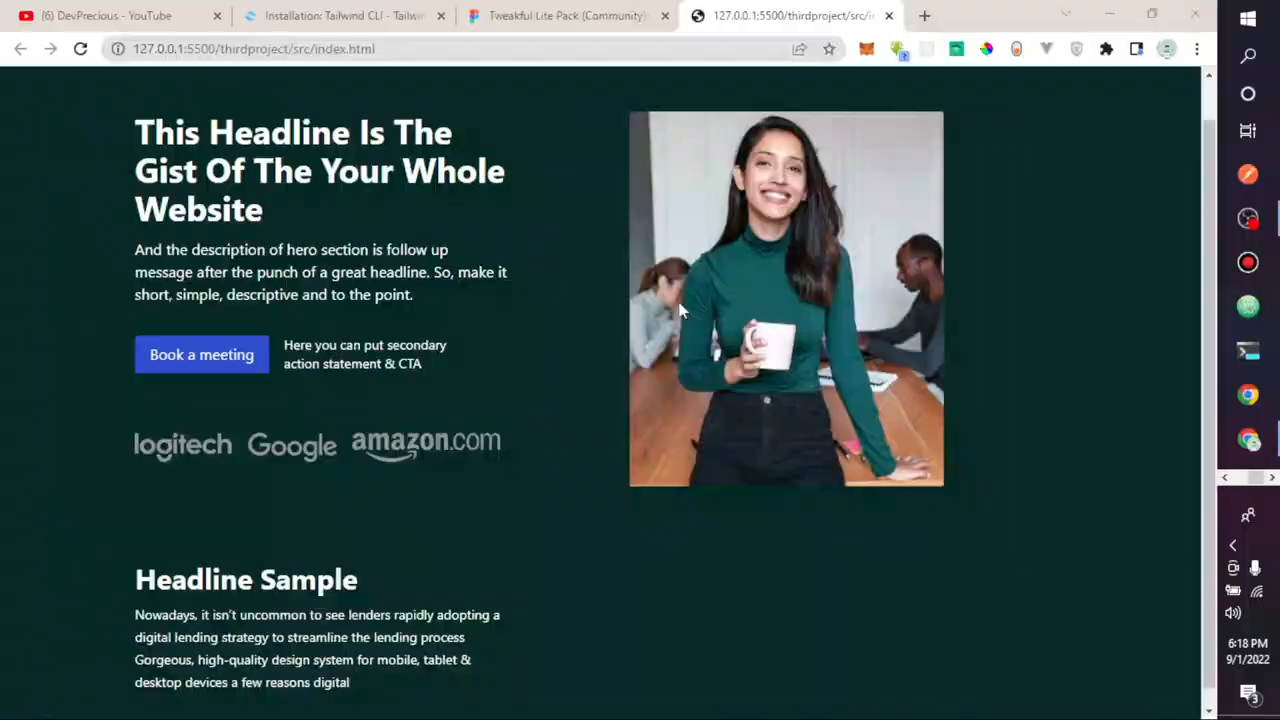 (6) DevPrecious - YouTube
Installation: Tailwind CLI - Tailwin
Tweakful Lite Pack (Community)
127.0.0.1:5500/thirdproject/src/in
127.0.0.1:5500/thirdproject/src/index.html
This Headline Is The
Gist Of The Your Whole
Website
And the description of hero section is follow up
message after the punch of a great headline. So, make it
short, simple, descriptive and to the point.
Book a meeting
Here you can put secondary
action statement & CTA
logitech Google amazon.com
Headline Sample
Nowadays, it isn't uncommon to see lenders rapidly adopting a
digital lending strategy to streamline the lending process
Gorgeous, high-quality design system for mobile, tablet &
desktop devices a few reasons digital
6:18 PM
9/1/2022
3